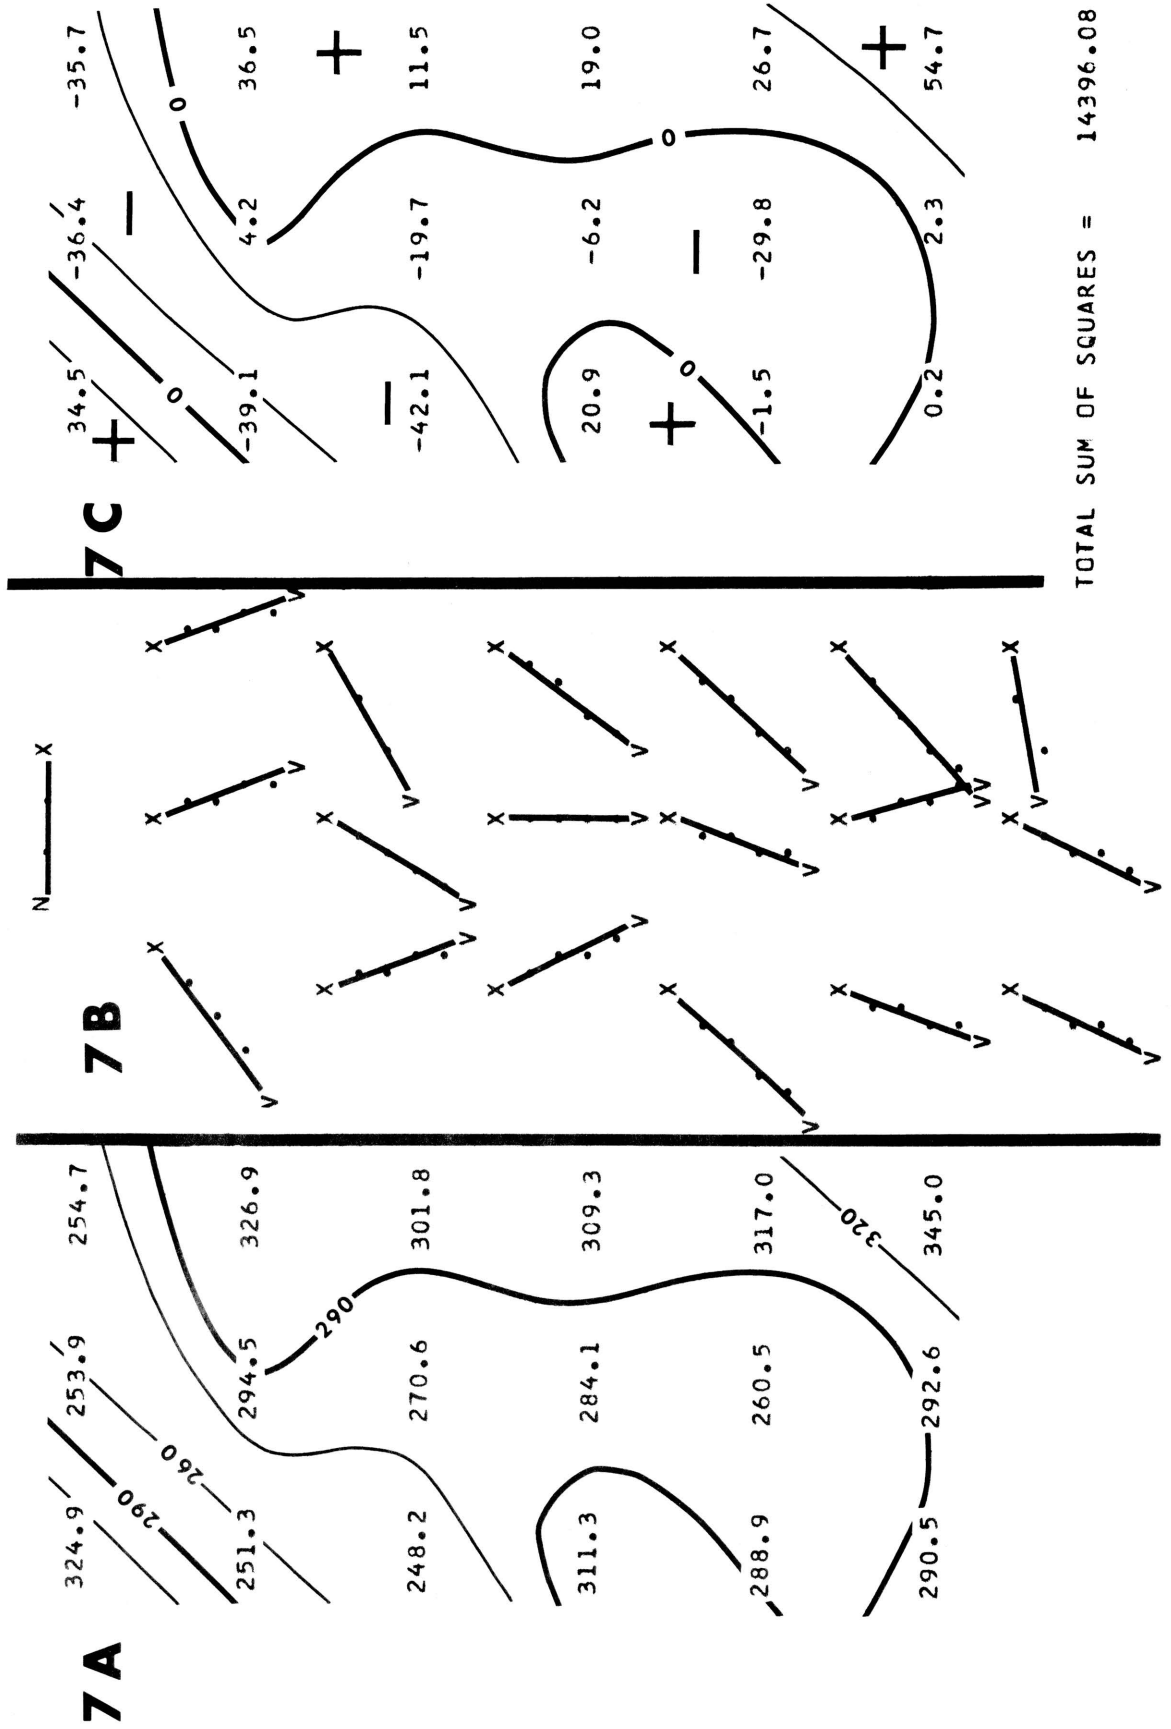 7A
324.9 253.9 254.7
290
260
251.3 294.5 326.9
290
248.2 270.6 301.8
311.3 284.1 309.3
288.9 260.5 317.0
320
290.5 292.6 345.0
7B
N X
X X X
V V V
X X X
V
V V
X X X
V V V
X X X
V V V
X X X
V V V
X X X
V
V V
7C
34.5 -36.4 -35.7
+ −
0 0
-39.1 4.2 36.5
− +
-42.1 -19.7 11.5
20.9 -6.2 19.0
+ − 0
0
-1.5 -29.8 26.7
+
0.2 2.3 54.7
TOTAL SUM OF SQUARES = 14396.08